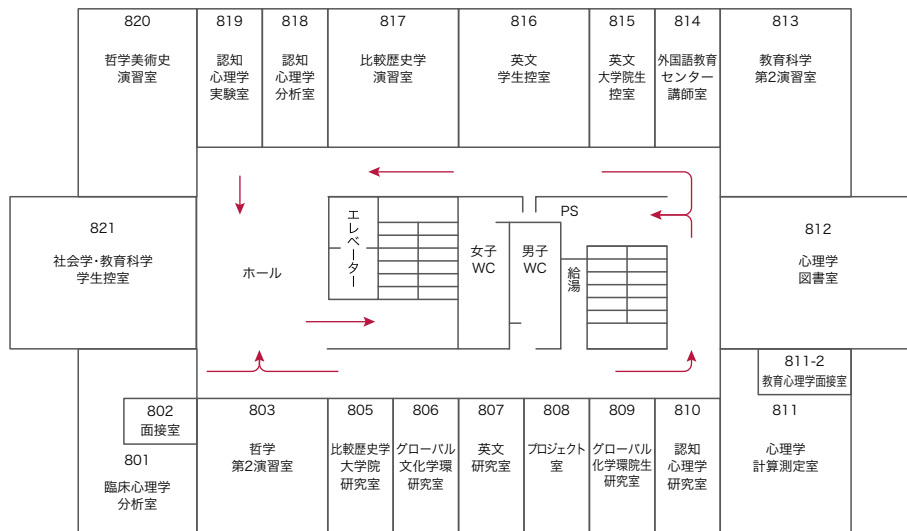 820
哲学美術史
演習室
819
認知
心理学
実験室
818
認知
心理学
分析室
817
比較歴史学
演習室
816
英文
学生控室
815
英文
大学院生
控室
814
外国語教育
センター
講師室
813
教育科学
第2演習室
821
社会学・教育科学
学生控室
ホール
エレベーター
女子
WC
男子
WC
PS
給湯
812
心理学
図書室
811-2
教育心理学面接室
802
面接室
801
臨床心理学
分析室
803
哲学
第2演習室
805
比較歴史学
大学院
研究室
806
グローバル
文化学環
研究室
807
英文
研究室
808
プロジェクト
室
809
グローバル
化学環院生
研究室
810
認知
心理学
研究室
811
心理学
計算測定室